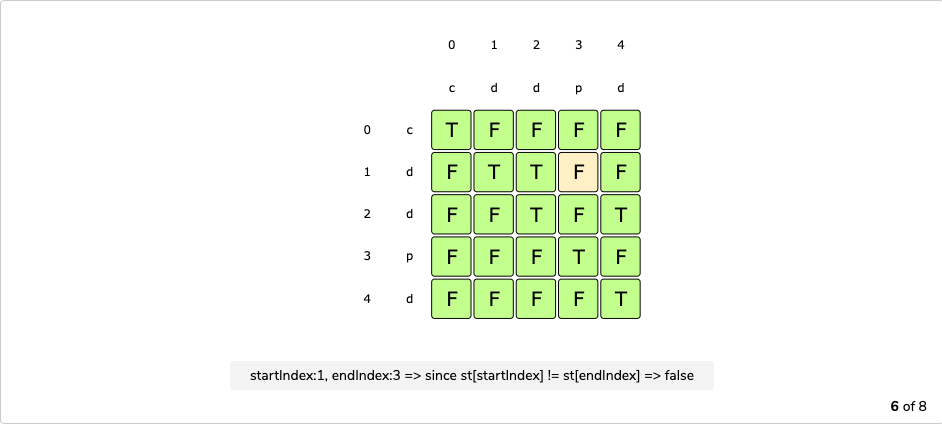 0 1 2 3 4
c d d p d
0 c T F F F F
1 d F T T F F
2 d F F T F T
3 p F F F T F
4 d F F F F T
startIndex:1, endIndex:3 => since st[startIndex] != st[endIndex] => false
6 of 8